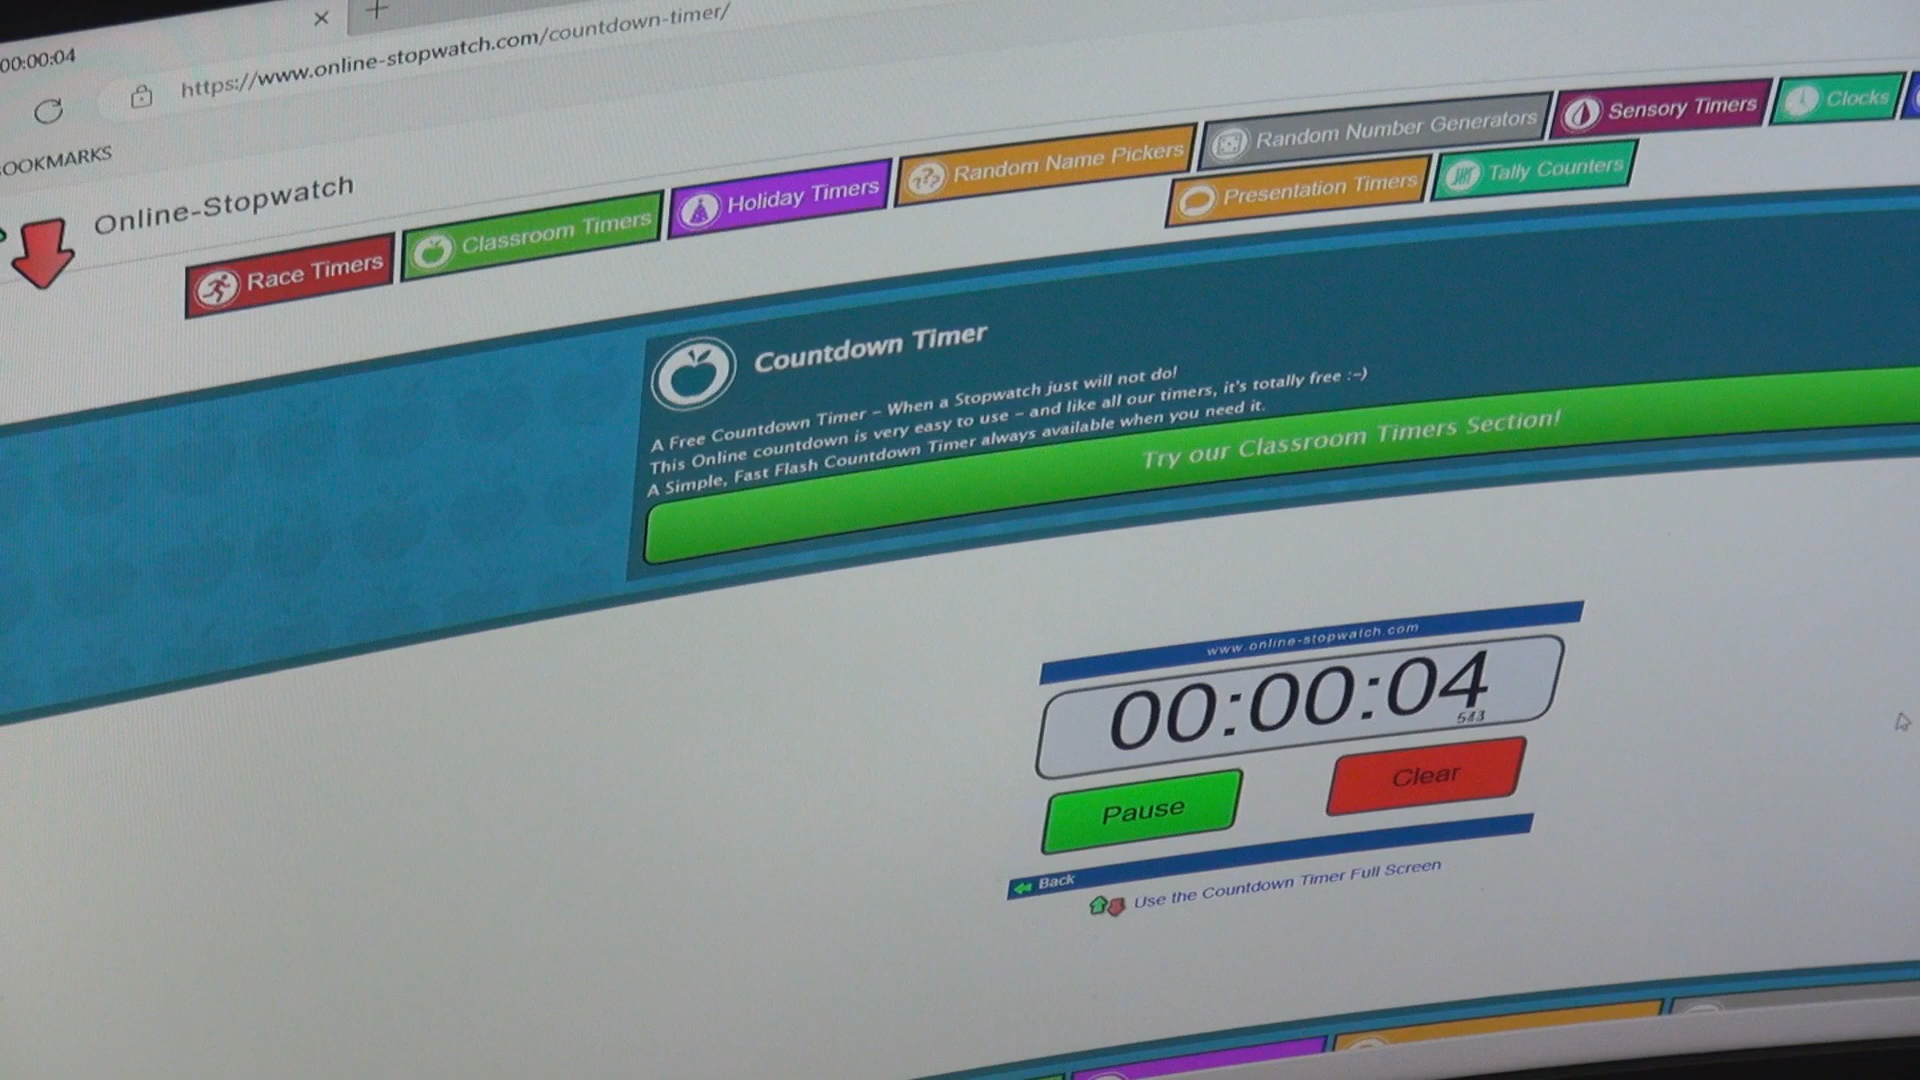 00:00:04
https://www.online-stopwatch.com/countdown-timer/
OOKMARKS
Online-Stopwatch
Race Timers
Classroom Timers
Holiday Timers
Random Name Pickers
Random Number Generators
Sensory Timers
Clocks
Presentation Timers
Tally Counters
Countdown Timer
A Free Countdown Timer – When a Stopwatch just will not do!
This Online countdown is very easy to use – and like all our timers, it's totally free :-)
A Simple, Fast Flash Countdown Timer always available when you need it.
Try our Classroom Timers Section!
www.online-stopwatch.com
00:00:04
Pause
Clear
Back
Use the Countdown Timer Full Screen